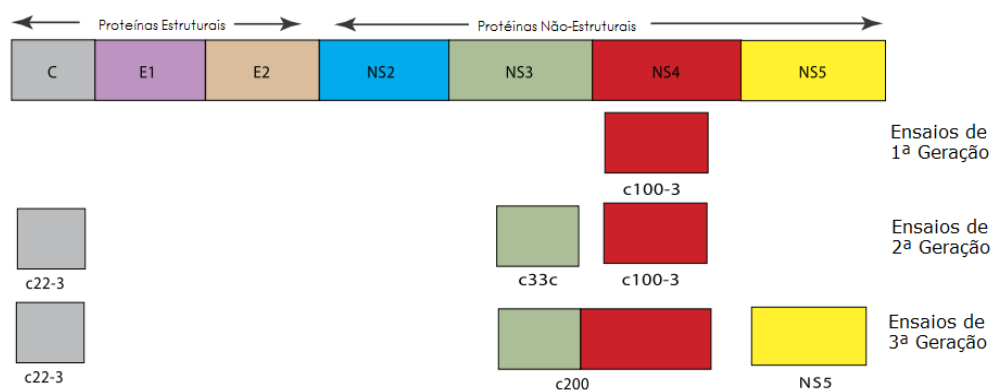 Proteínas Estruturais
Protéinas Não-Estruturais
C
E1
E2
NS2
NS3
NS4
NS5
Ensaios de
1ª Geração
c100-3
Ensaios de
2ª Geração
c22-3
c33c
c100-3
Ensaios de
3ª Geração
c22-3
c200
NS5